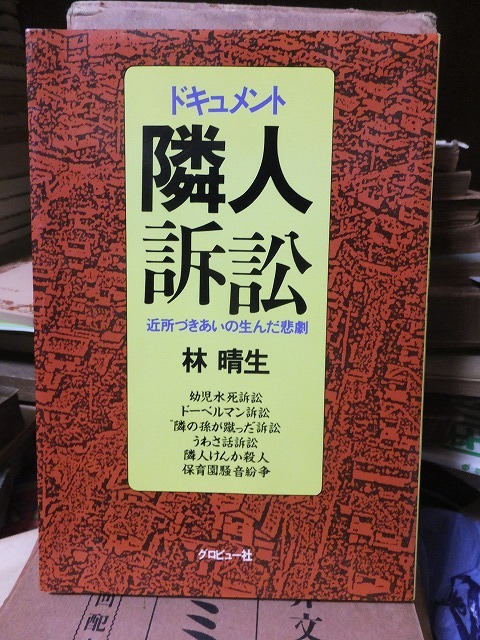 ドキュメント
隣人
訴訟
近所づきあいの生んだ悲劇
林 晴生
幼児水死訴訟
ドーベルマン訴訟
“隣の孫が蹴った”訴訟
うわさ話訴訟
隣人けんか殺人
保育園騒音紛争
グロビュー社